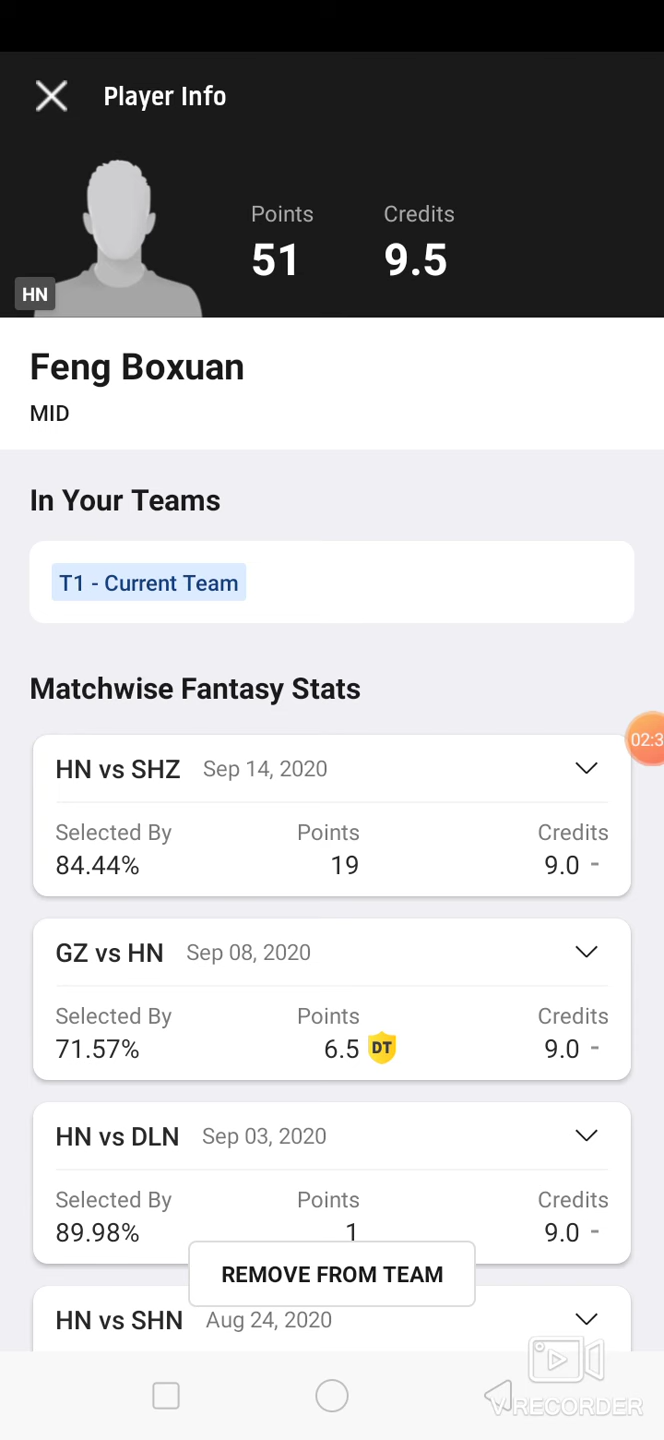 Player Info
Points Credits
51 9.5
HN
Feng Boxuan
MID
In Your Teams
T1 - Current Team
Matchwise Fantasy Stats
02:3
HN vs SHZ Sep 14, 2020
Selected By Points Credits
84.44% 19 9.0 -
GZ vs HN Sep 08, 2020
Selected By Points Credits
71.57% 6.5 DT 9.0 -
HN vs DLN Sep 03, 2020
Selected By Points Credits
89.98% 1 9.0 -
REMOVE FROM TEAM
HN vs SHN Aug 24, 2020
VRECORDER